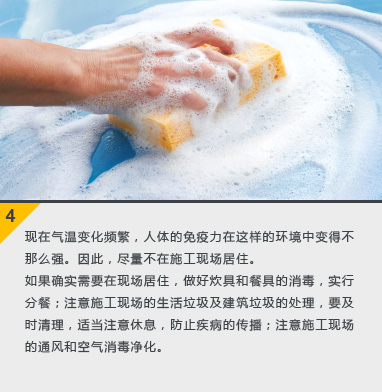 4
现在气温变化频繁，人体的免疫力在这样的环境中变得不
那么强。因此，尽量不在施工现场居住。
如果确实需要在现场居住，做好炊具和餐具的消毒，实行
分餐；注意施工现场的生活垃圾及建筑垃圾的处理，要及
时清理，适当注意休息，防止疾病的传播；注意施工现场
的通风和空气消毒净化。